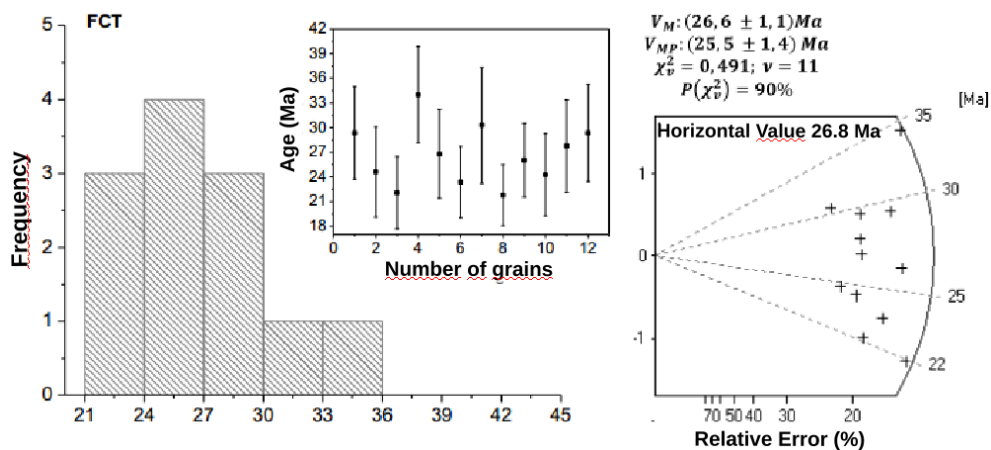 FCT
Frequency
5
4
3
2
1
0
21 24 27 30 33 36 39 42 45
Age (Ma)
42
39
36
33
30
27
24
21
18
0 2 4 6 8 10 12
Number of grains
V_M: (26,6 ± 1,1)Ma
V_MP: (25,5 ± 1,4) Ma
χ²_ν = 0,491; ν = 11
P(χ²_ν) = 90%
[Ma]
Horizontal Value 26.8 Ma
35
30
25
22
1
0
-1
70 50 40 30 20
Relative Error (%)